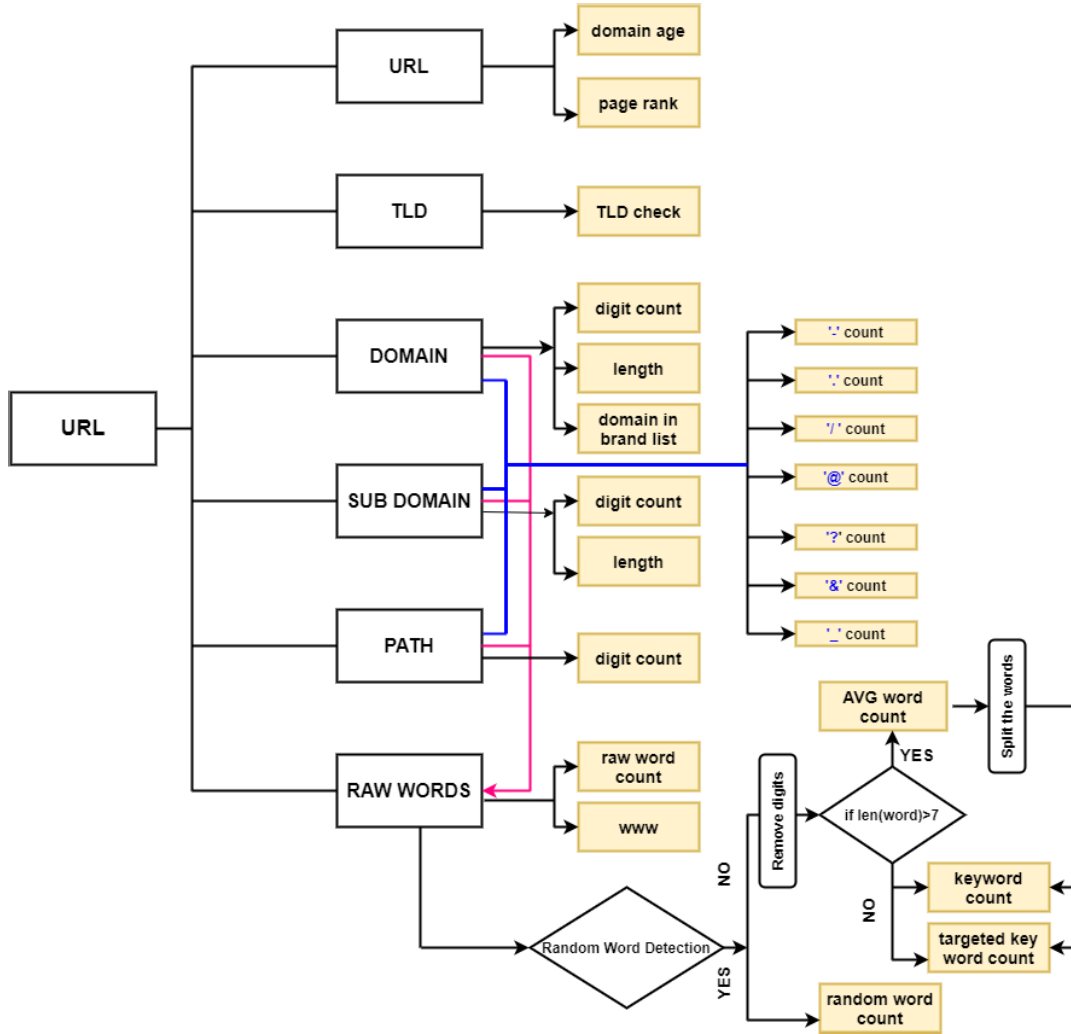 URL
URL
domain age
page rank
TLD
TLD check
DOMAIN
digit count
length
domain in
brand list
SUB DOMAIN
digit count
length
PATH
digit count
'-' count
'.' count
'/ ' count
'@' count
'?' count
'&' count
'_' count
RAW WORDS
raw word
count
www
Random Word Detection
NO
YES
Remove digits
if len(word)>7
YES
NO
AVG word
count
Split the words
keyword
count
targeted key
word count
random word
count